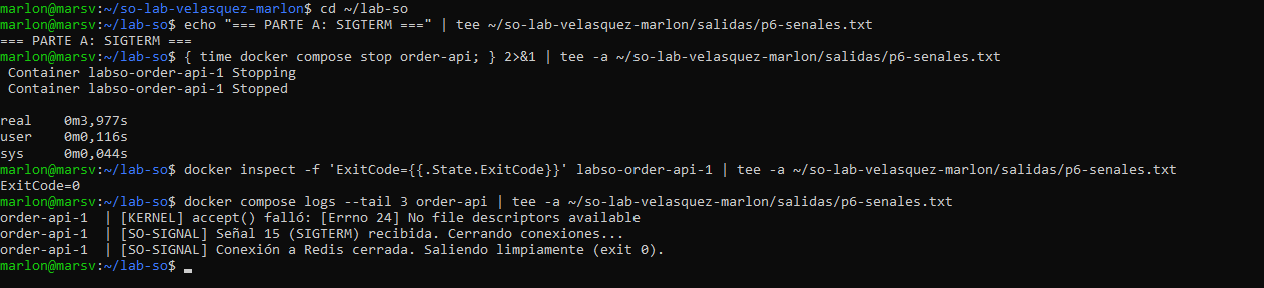 marlon@marsv:~/so-lab-velasquez-marlon$ cd ~/lab-so
marlon@marsv:~/lab-so$ echo "=== PARTE A: SIGTERM ===" | tee ~/so-lab-velasquez-marlon/salidas/p6-senales.txt
=== PARTE A: SIGTERM ===
marlon@marsv:~/lab-so$ { time docker compose stop order-api; } 2>&1 | tee -a ~/so-lab-velasquez-marlon/salidas/p6-senales.txt
 Container labso-order-api-1 Stopping
 Container labso-order-api-1 Stopped

real    0m3,977s
user    0m0,116s
sys     0m0,044s
marlon@marsv:~/lab-so$ docker inspect -f 'ExitCode={{.State.ExitCode}}' labso-order-api-1 | tee -a ~/so-lab-velasquez-marlon/salidas/p6-senales.txt
ExitCode=0
marlon@marsv:~/lab-so$ docker compose logs --tail 3 order-api | tee -a ~/so-lab-velasquez-marlon/salidas/p6-senales.txt
order-api-1  | [KERNEL] accept() falló: [Errno 24] No file descriptors available
order-api-1  | [SO-SIGNAL] Señal 15 (SIGTERM) recibida. Cerrando conexiones...
order-api-1  | [SO-SIGNAL] Conexión a Redis cerrada. Saliendo limpiamente (exit 0).
marlon@marsv:~/lab-so$